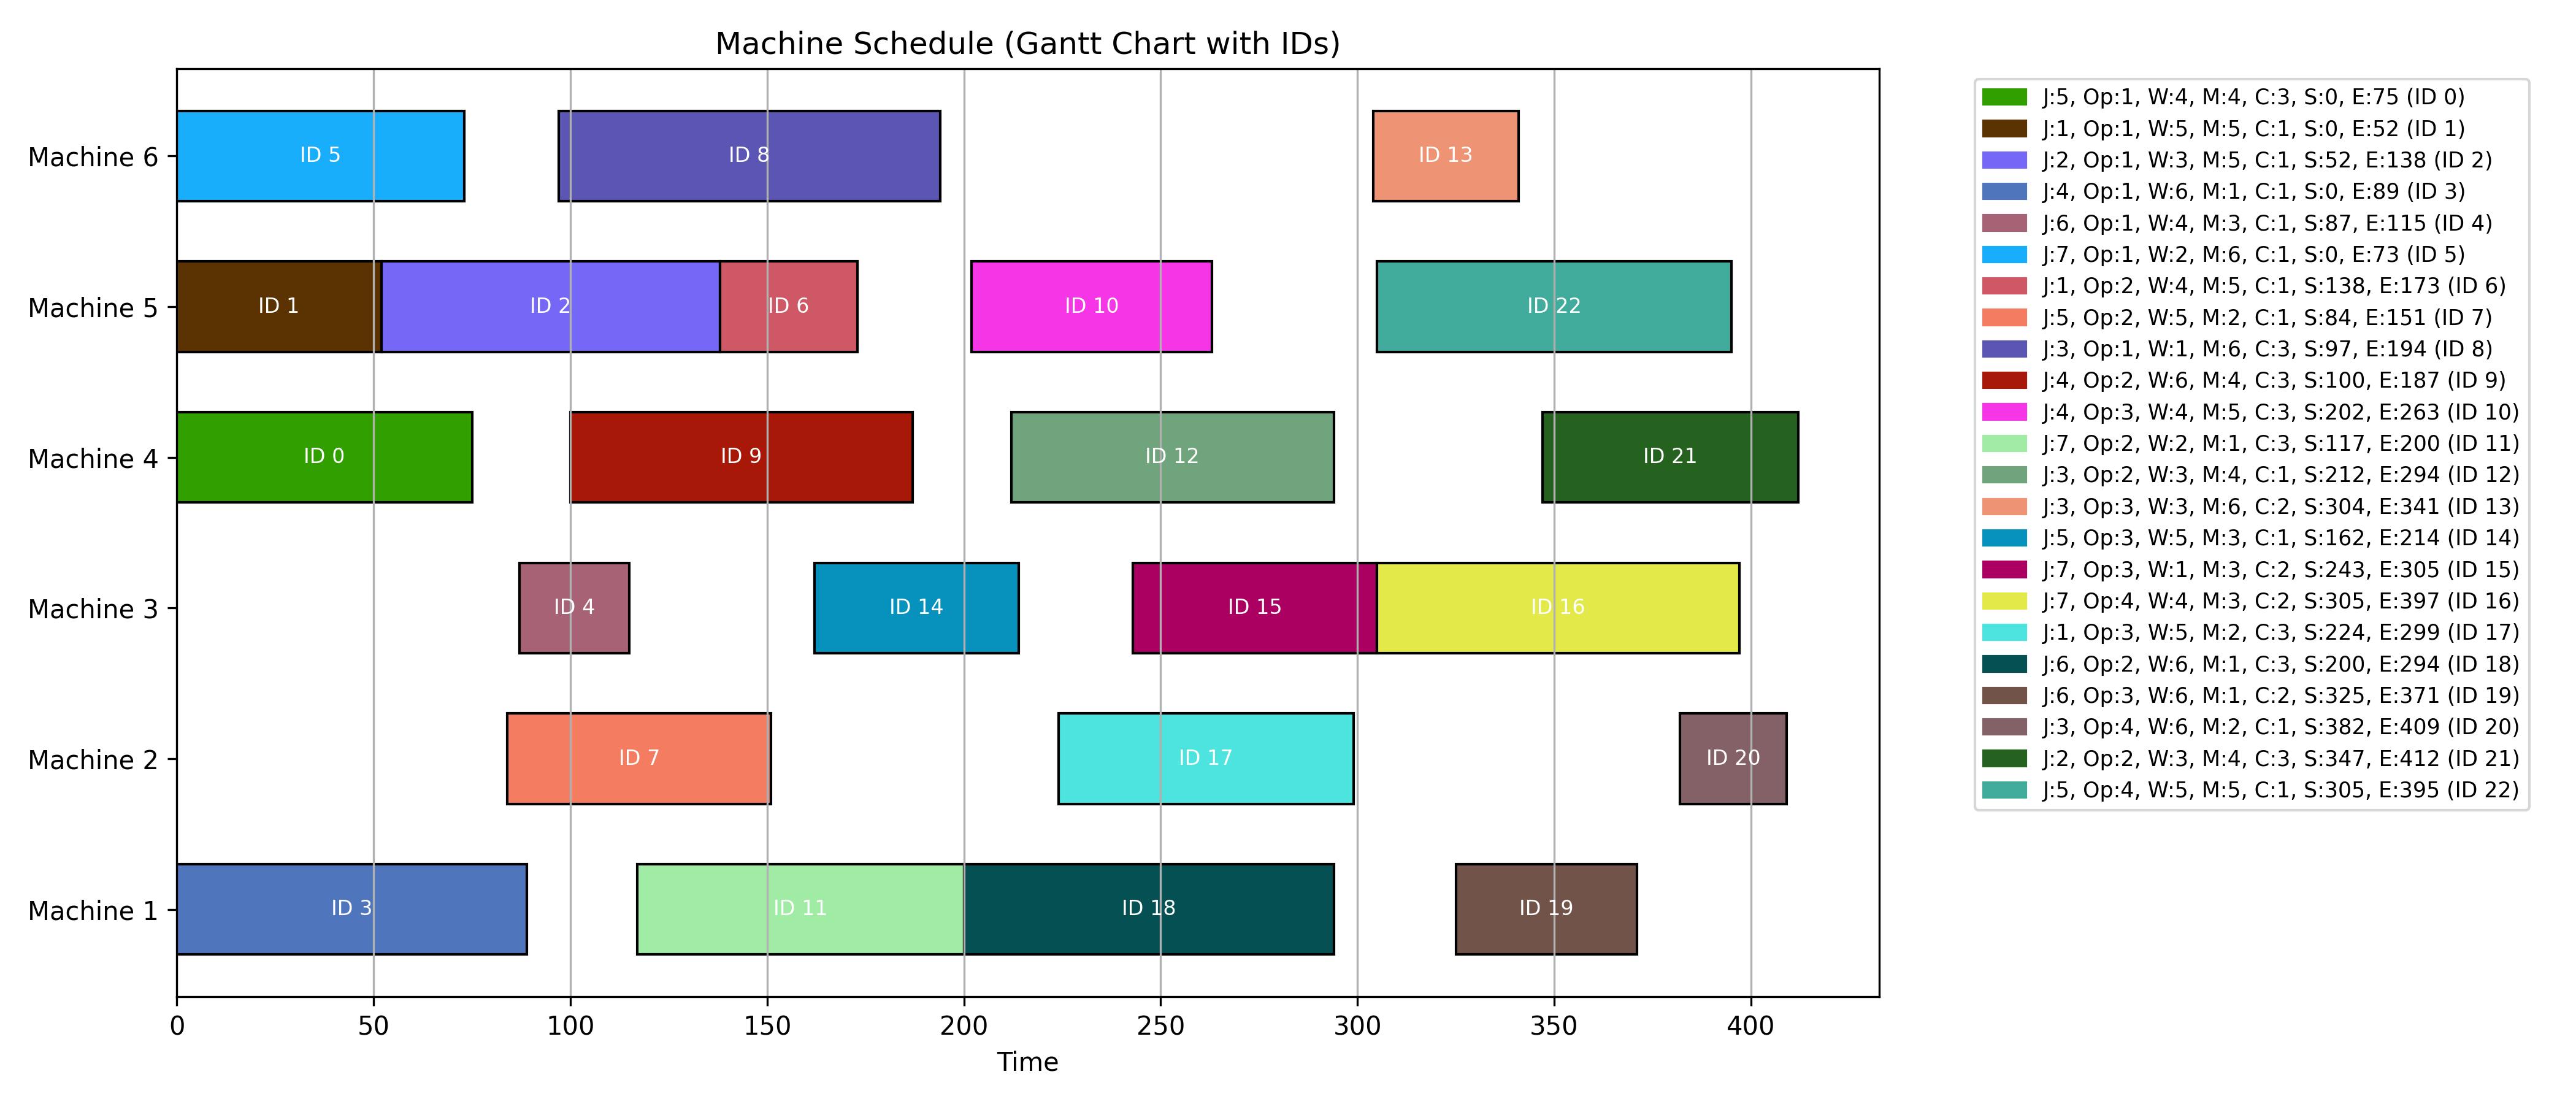 Machine Schedule (Gantt Chart with IDs)
Machine 6
ID 5
ID 8
ID 13
Machine 5
ID 1
ID 2
ID 6
ID 10
ID 22
Machine 4
ID 0
ID 9
ID 12
ID 21
Machine 3
ID 4
ID 14
ID 15
ID 16
Machine 2
ID 7
ID 17
ID 20
Machine 1
ID 3
ID 11
ID 18
ID 19
0 50 100 150 200 250 300 350 400
Time
J:5, Op:1, W:4, M:4, C:3, S:0, E:75 (ID 0)
J:1, Op:1, W:5, M:5, C:1, S:0, E:52 (ID 1)
J:2, Op:1, W:3, M:5, C:1, S:52, E:138 (ID 2)
J:4, Op:1, W:6, M:1, C:1, S:0, E:89 (ID 3)
J:6, Op:1, W:4, M:3, C:1, S:87, E:115 (ID 4)
J:7, Op:1, W:2, M:6, C:1, S:0, E:73 (ID 5)
J:1, Op:2, W:4, M:5, C:1, S:138, E:173 (ID 6)
J:5, Op:2, W:5, M:2, C:1, S:84, E:151 (ID 7)
J:3, Op:1, W:1, M:6, C:3, S:97, E:194 (ID 8)
J:4, Op:2, W:6, M:4, C:3, S:100, E:187 (ID 9)
J:4, Op:3, W:4, M:5, C:3, S:202, E:263 (ID 10)
J:7, Op:2, W:2, M:1, C:3, S:117, E:200 (ID 11)
J:3, Op:2, W:3, M:4, C:1, S:212, E:294 (ID 12)
J:3, Op:3, W:3, M:6, C:2, S:304, E:341 (ID 13)
J:5, Op:3, W:5, M:3, C:1, S:162, E:214 (ID 14)
J:7, Op:3, W:1, M:3, C:2, S:243, E:305 (ID 15)
J:7, Op:4, W:4, M:3, C:2, S:305, E:397 (ID 16)
J:1, Op:3, W:5, M:2, C:3, S:224, E:299 (ID 17)
J:6, Op:2, W:6, M:1, C:3, S:200, E:294 (ID 18)
J:6, Op:3, W:6, M:1, C:2, S:325, E:371 (ID 19)
J:3, Op:4, W:6, M:2, C:1, S:382, E:409 (ID 20)
J:2, Op:2, W:3, M:4, C:3, S:347, E:412 (ID 21)
J:5, Op:4, W:5, M:5, C:1, S:305, E:395 (ID 22)